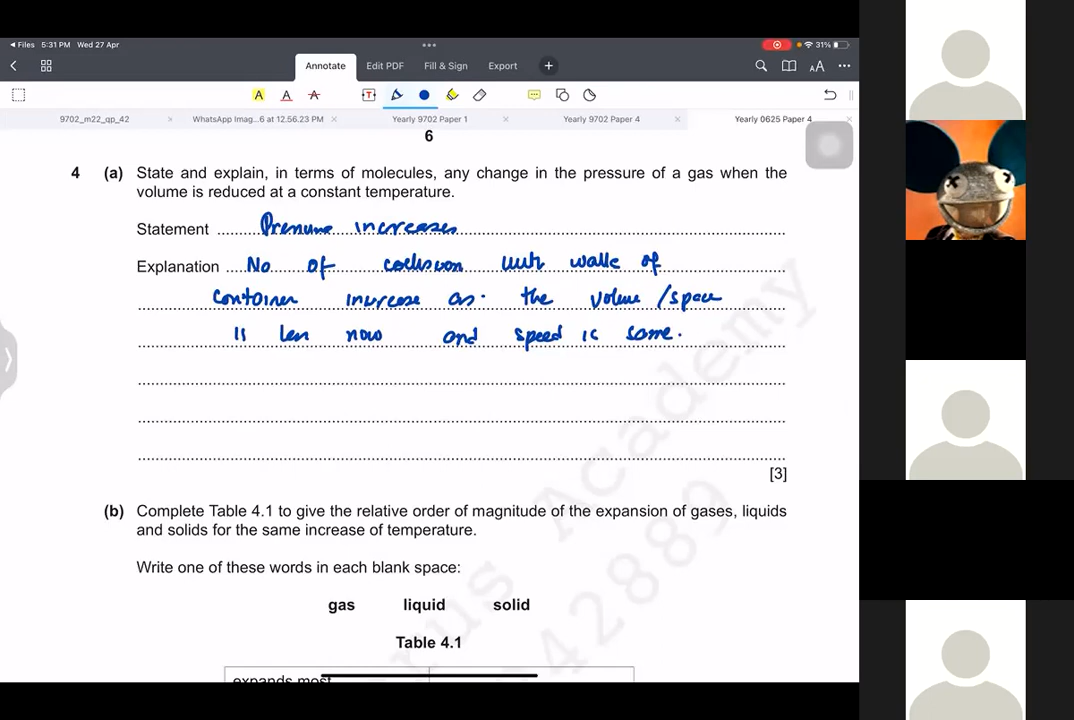 Files 5:31 PM Wed 27 Apr 31%
Annotate Edit PDF Fill & Sign Export
9702_m22_qp_42 WhatsApp Imag...6 at 12.56.23 PM Yearly 9702 Paper 1 Yearly 9702 Paper 4 Yearly 0625 Paper 4
6
4 (a) State and explain, in terms of molecules, any change in the pressure of a gas when the
volume is reduced at a constant temperature.
Statement Pressure increases
Explanation No of collision with walls of
container increase as the volume / space
is less now and speed is same.
[3]
(b) Complete Table 4.1 to give the relative order of magnitude of the expansion of gases, liquids
and solids for the same increase of temperature.
Write one of these words in each blank space:
gas liquid solid
Table 4.1
expands most
rus Academy
42889